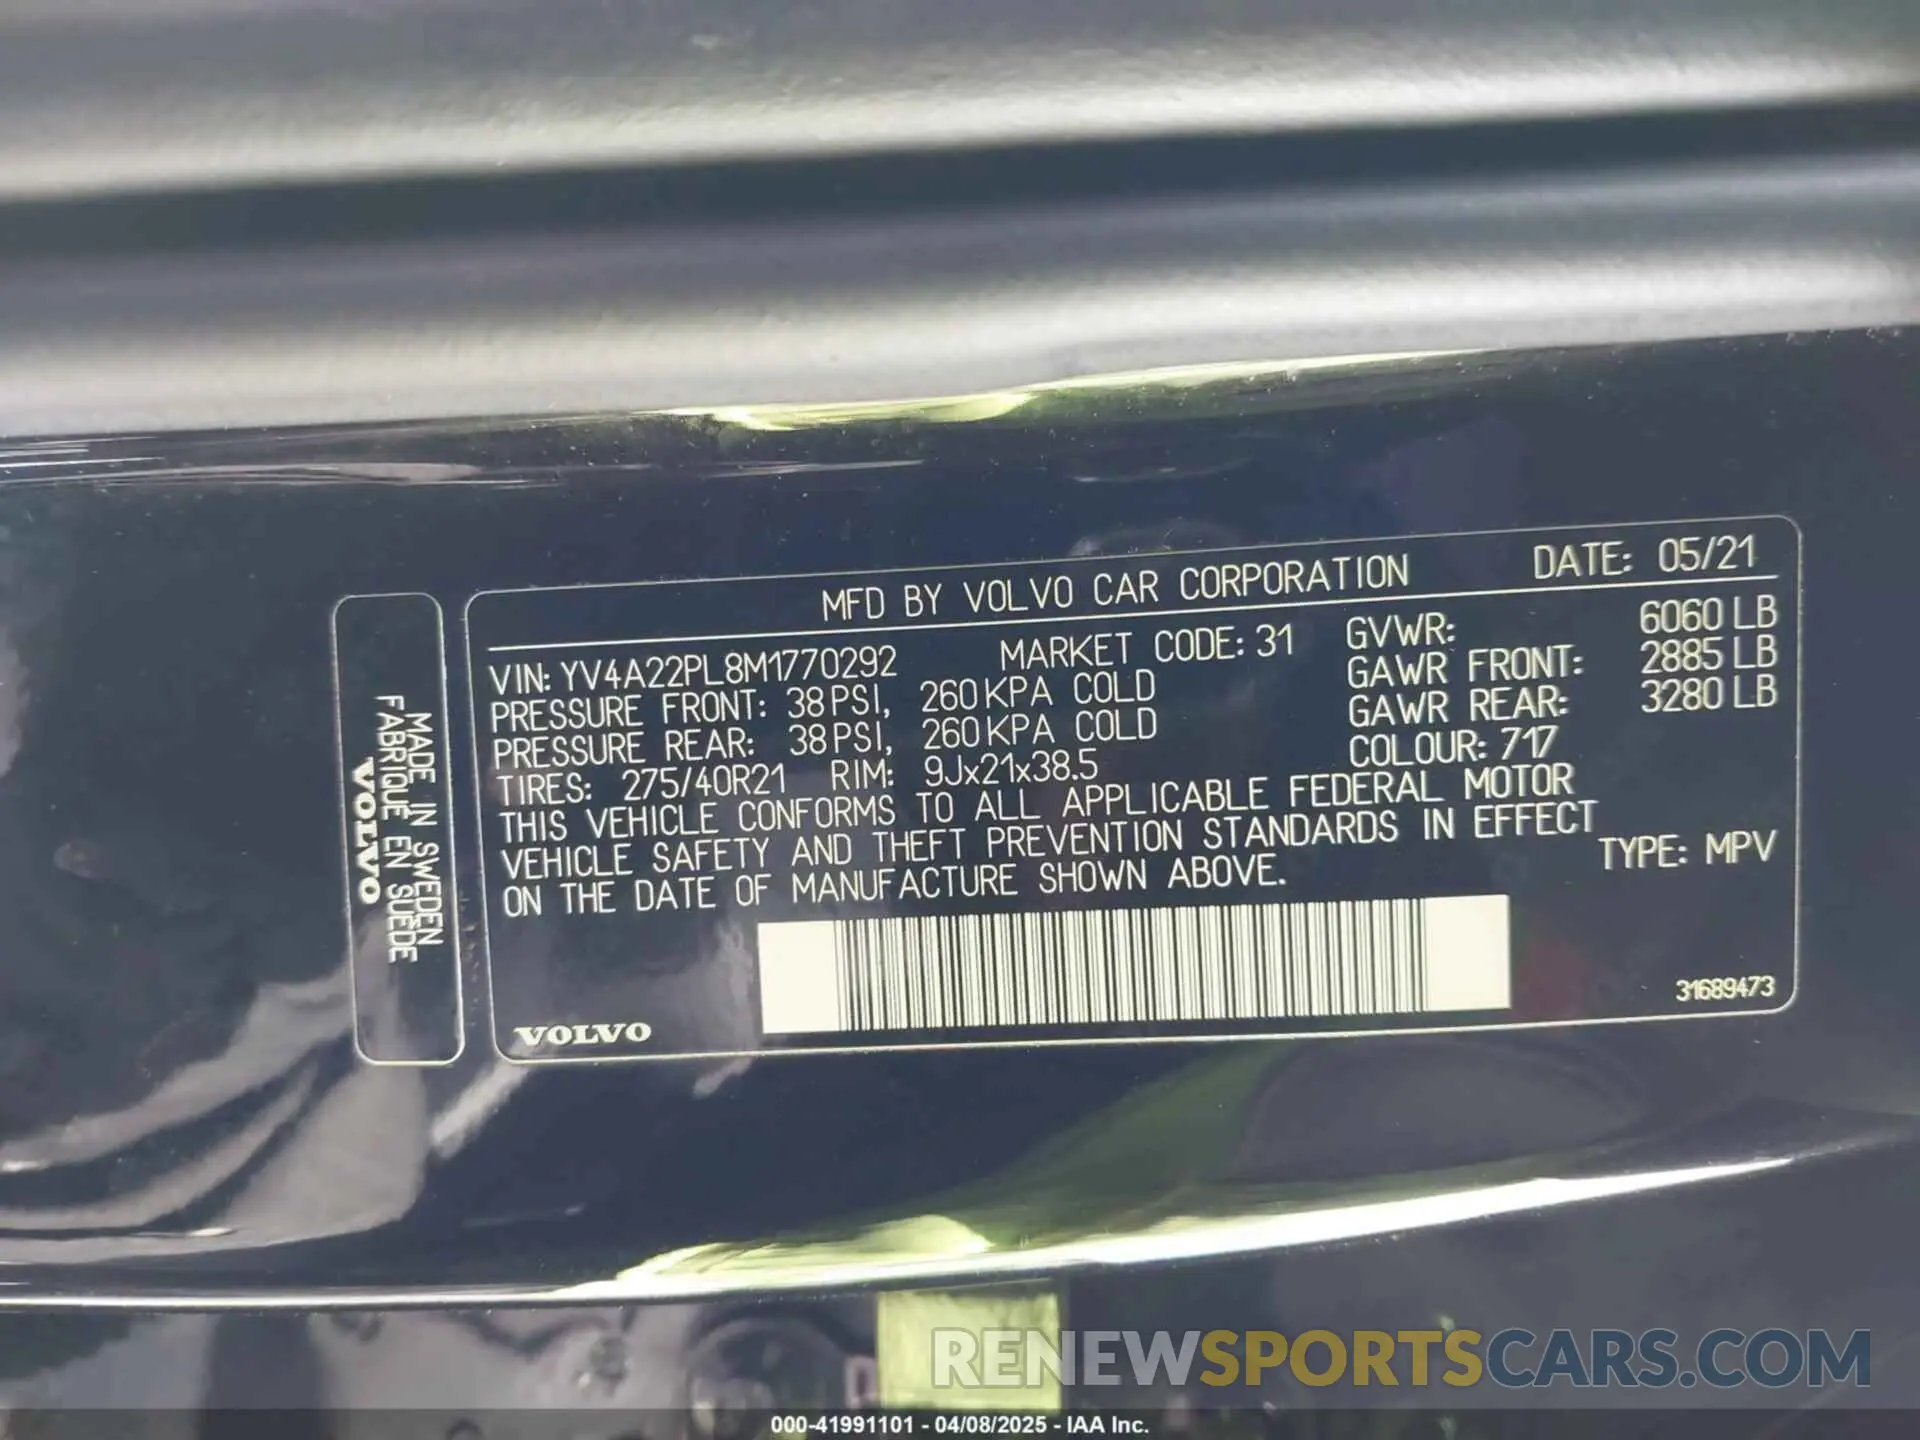 MFD BY VOLVO CAR CORPORATION DATE: 05/21
VIN: YV4A22PL8M1770292 MARKET CODE: 31 GVWR: 6060 LB
PRESSURE FRONT: 38 PSI, 260 KPA COLD GAWR FRONT: 2885 LB
PRESSURE REAR: 38 PSI, 260 KPA COLD GAWR REAR: 3280 LB
TIRES: 275/40R21 RIM: 9Jx21x38.5 COLOUR: 717
THIS VEHICLE CONFORMS TO ALL APPLICABLE FEDERAL MOTOR
VEHICLE SAFETY AND THEFT PREVENTION STANDARDS IN EFFECT
ON THE DATE OF MANUFACTURE SHOWN ABOVE. TYPE: MPV
31689473
VOLVO
MADE IN SWEDEN
FABRIQUE EN SUEDE
VOLVO
RENEWSPORTSCARS.COM
000-41991101 - 04/08/2025 - IAA Inc.